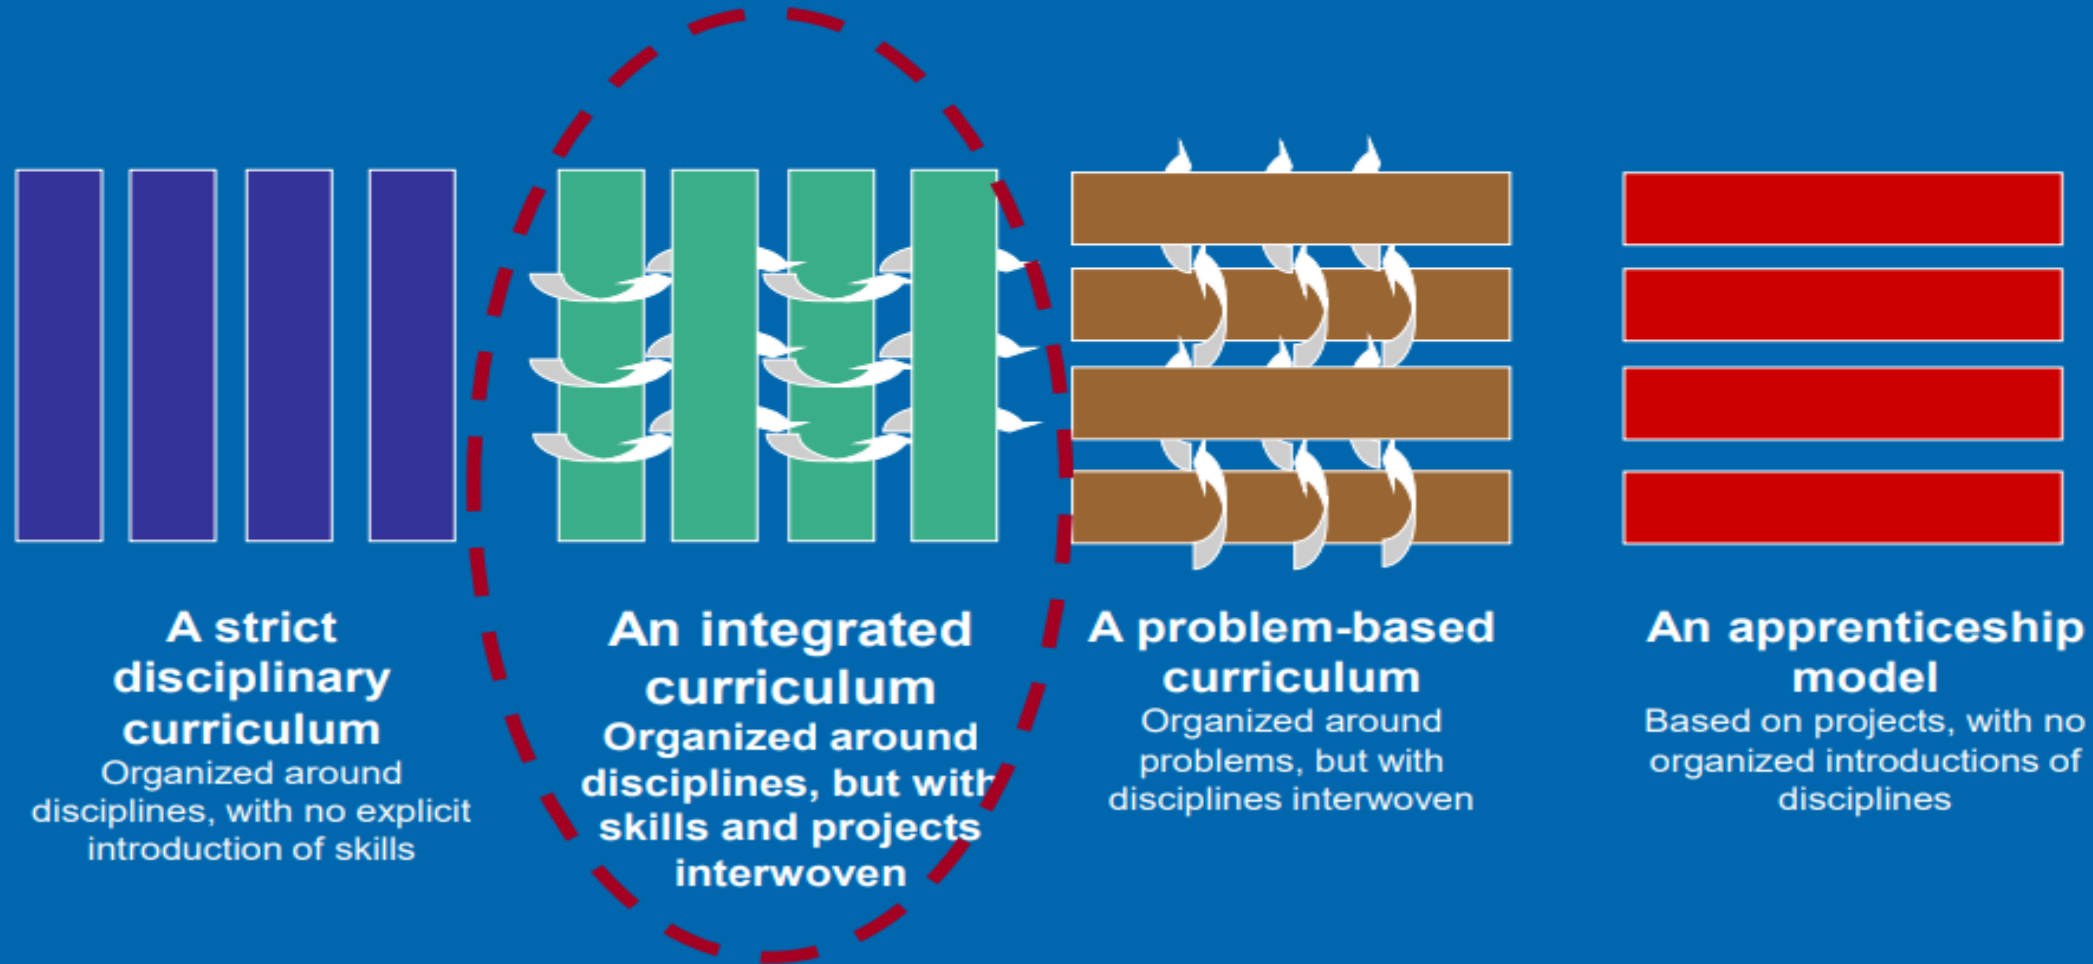 A strict
disciplinary
curriculum
Organized around
disciplines, with no explicit
introduction of skills
An integrated
curriculum
Organized around
disciplines, but with
skills and projects
interwoven
A problem-based
curriculum
Organized around
problems, but with
disciplines interwoven
An apprenticeship
model
Based on projects, with no
organized introductions of
disciplines